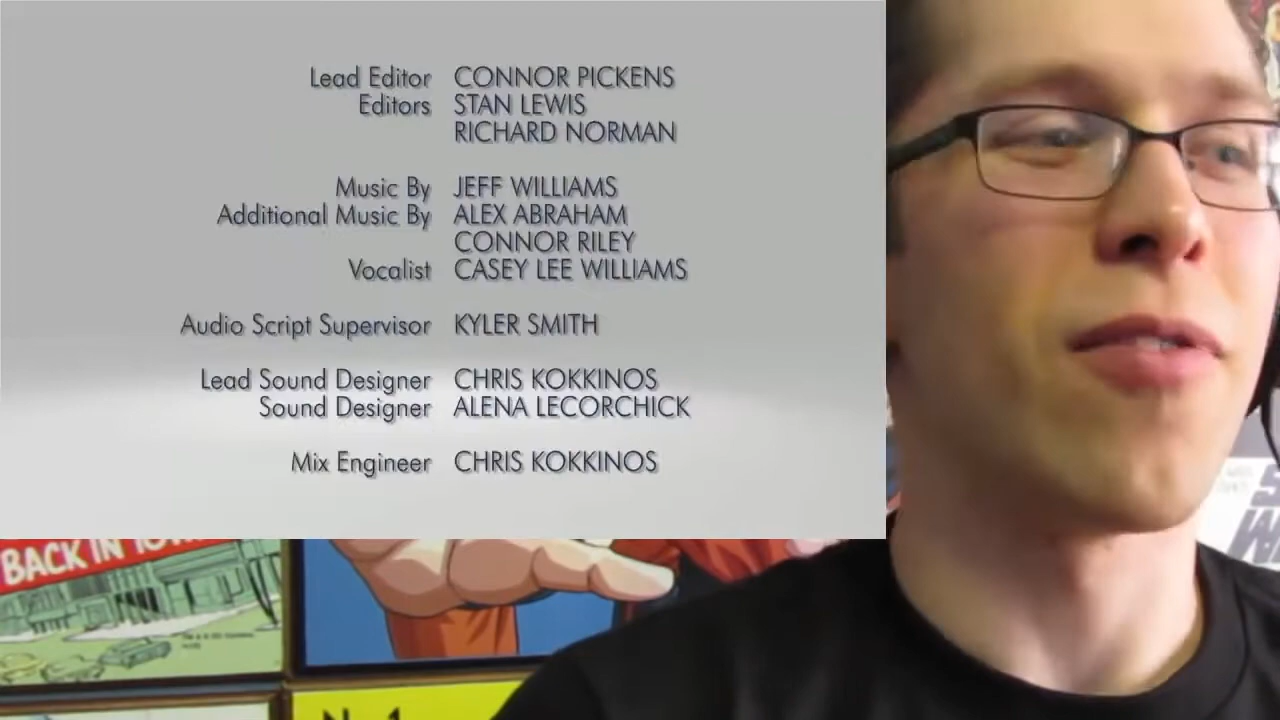 Lead Editor CONNOR PICKENS
Editors STAN LEWIS
RICHARD NORMAN
Music By JEFF WILLIAMS
Additional Music By ALEX ABRAHAM
CONNOR RILEY
Vocalist CASEY LEE WILLIAMS
Audio Script Supervisor KYLER SMITH
Lead Sound Designer CHRIS KOKKINOS
Sound Designer ALENA LECORCHICK
Mix Engineer CHRIS KOKKINOS
BACK IN